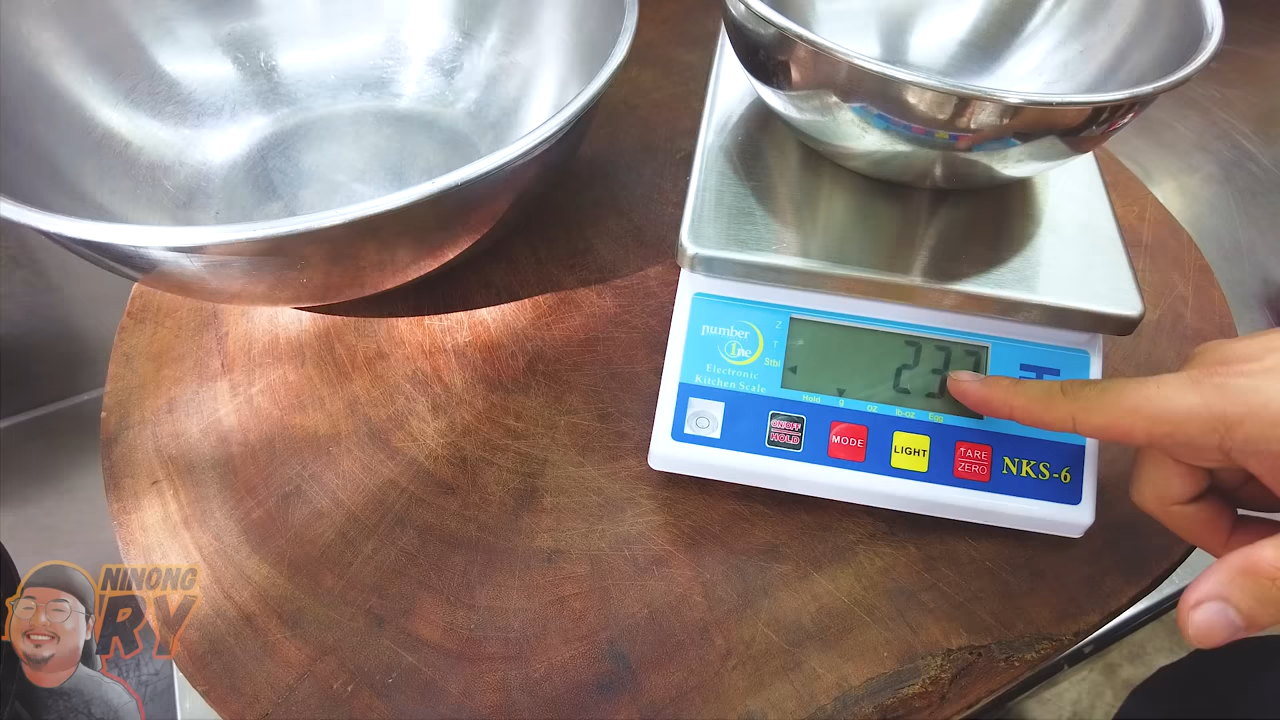 number
1ne
Electronic
Kitchen Scale
Z
T
Stbl
Hold g oz lb-oz Egg
ON/OFF
HOLD
MODE
LIGHT
TARE
ZERO
NKS-6
NINONG
RY